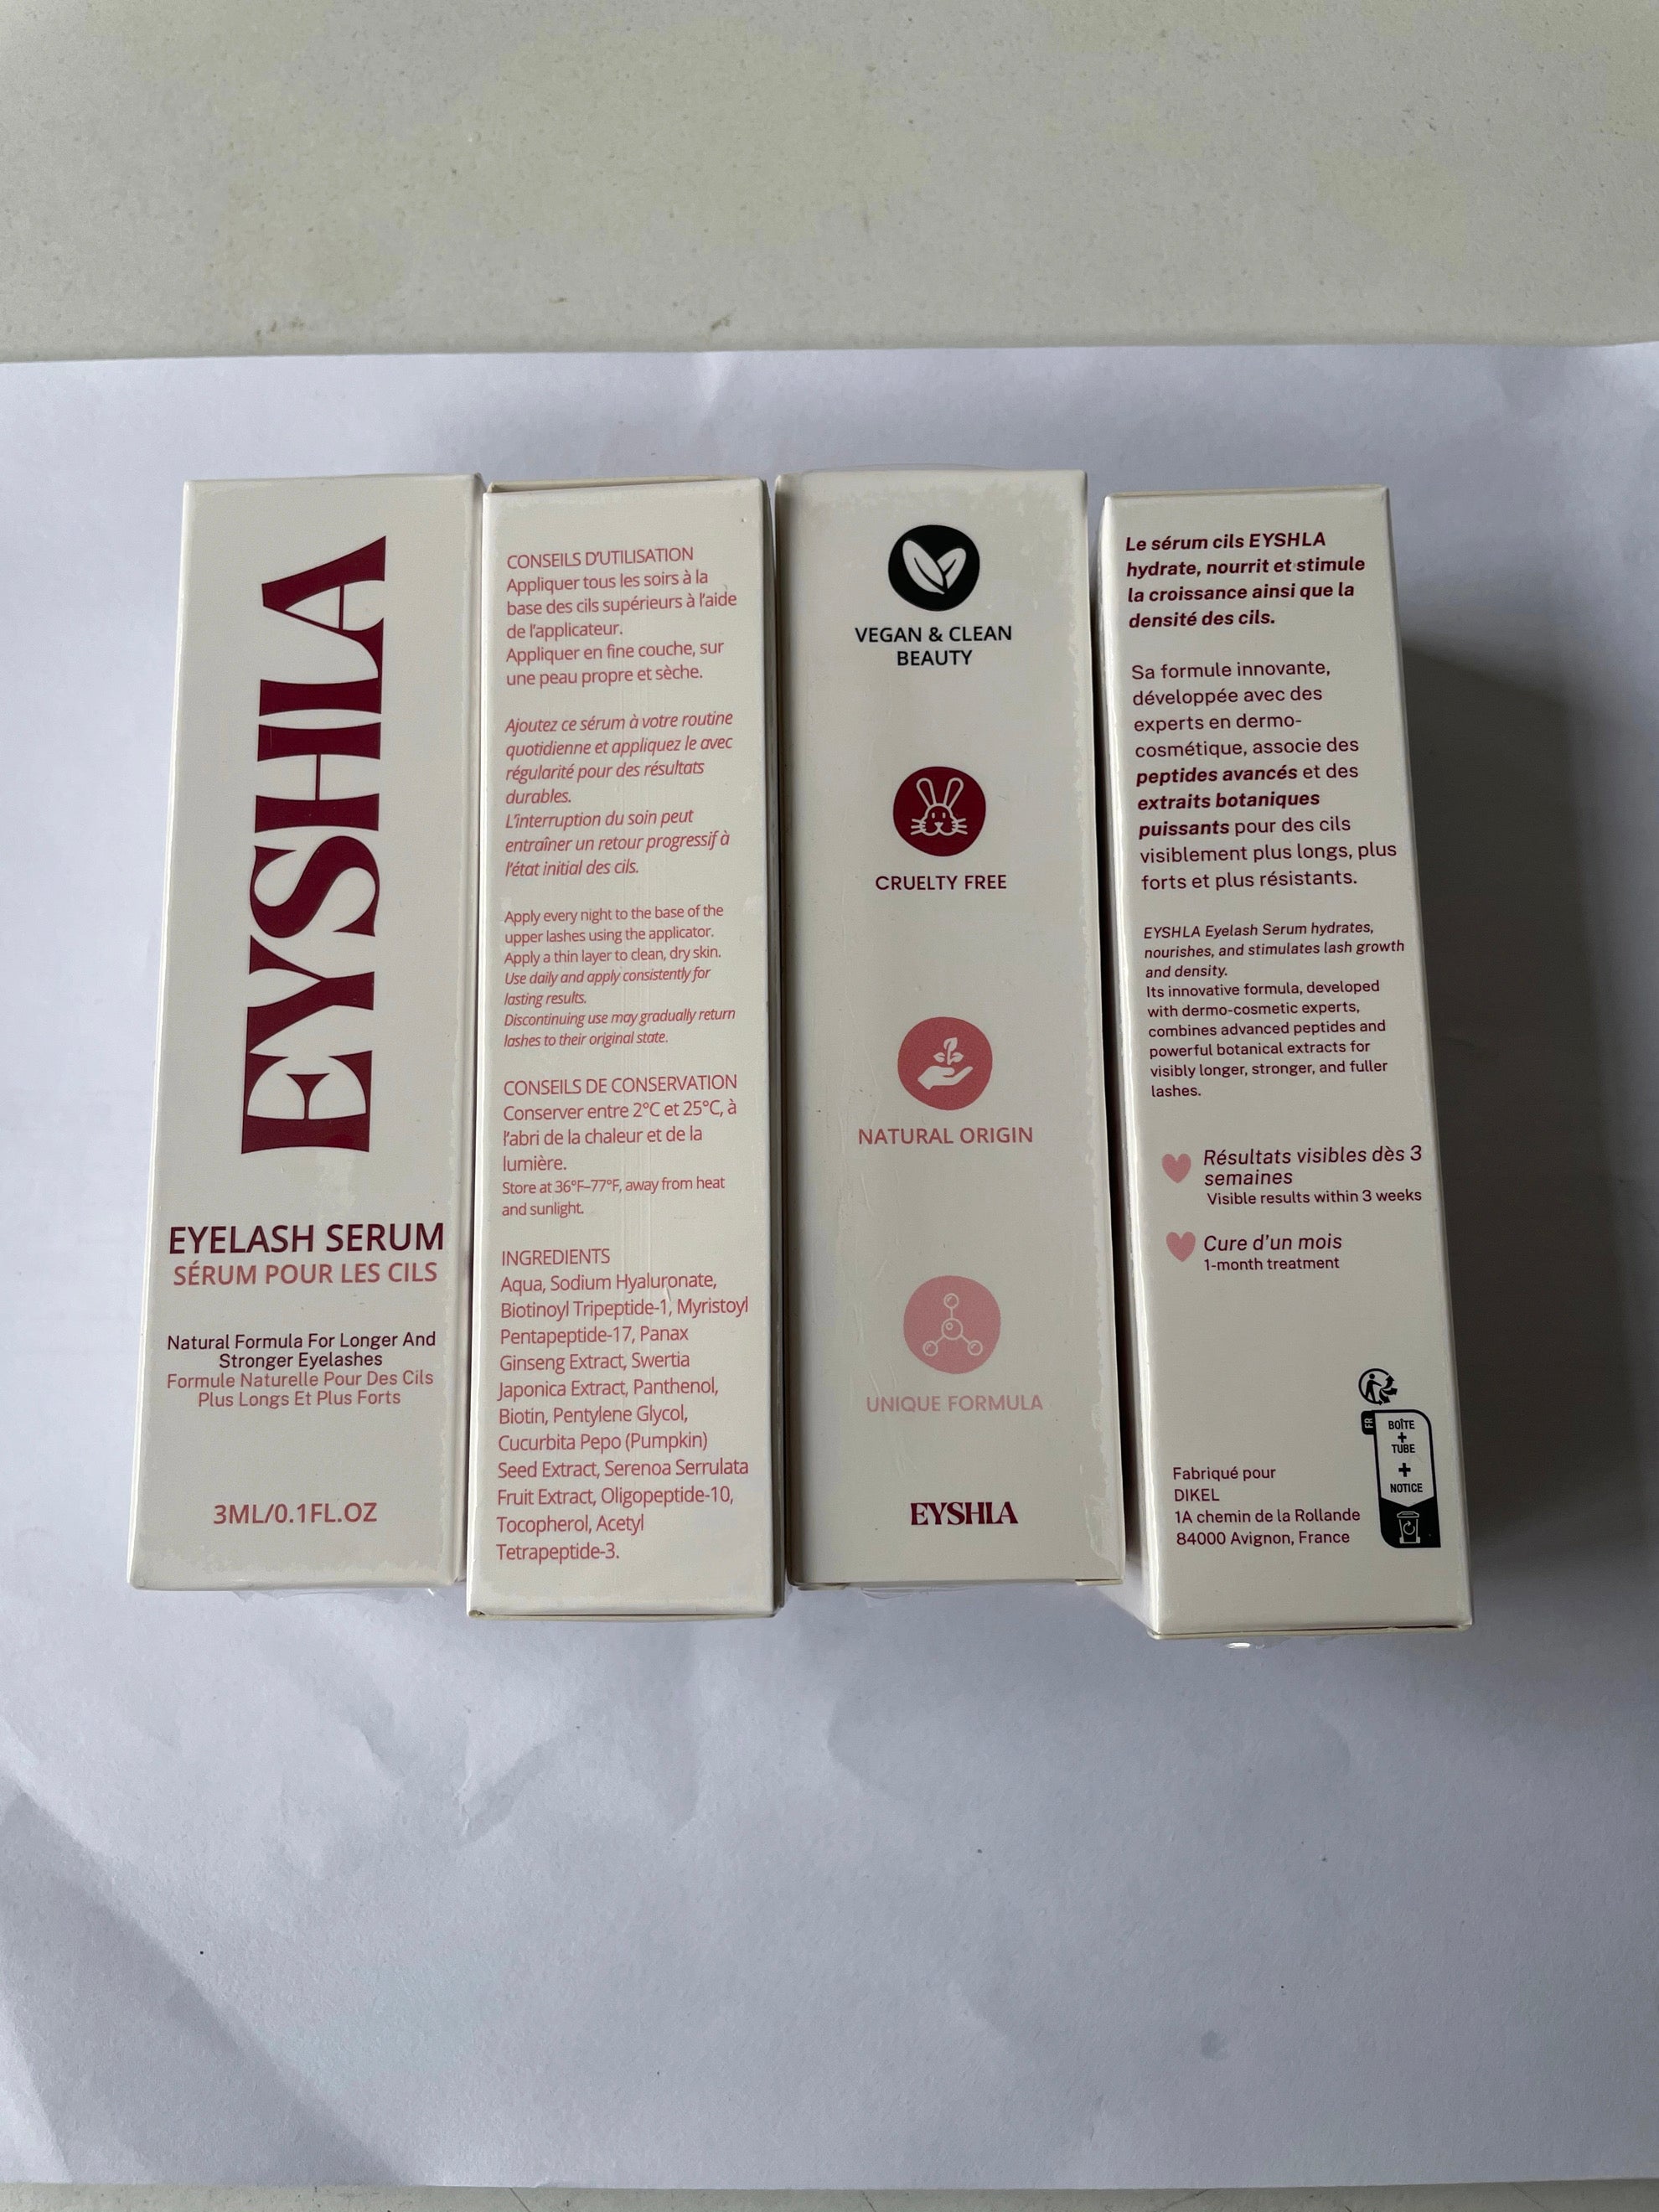 EYSHLA
EYELASH SERUM
SÉRUM POUR LES CILS
Natural Formula For Longer And
Stronger Eyelashes
Formule Naturelle Pour Des Cils
Plus Longs Et Plus Forts
3ML/0.1FL.OZ
CONSEILS D'UTILISATION
Appliquer tous les soirs à la
base des cils supérieurs à l'aide
de l'applicateur.
Appliquer en fine couche, sur
une peau propre et sèche.
Ajoutez ce sérum à votre routine
quotidienne et appliquez le avec
régularité pour des résultats
durables.
L'interruption du soin peut
entraîner un retour progressif à
l'état initial des cils.
Apply every night to the base of the
upper lashes using the applicator.
Apply a thin layer to clean, dry skin.
Use daily and apply consistently for
lasting results.
Discontinuing use may gradually return
lashes to their original state.
CONSEILS DE CONSERVATION
Conserver entre 2°C et 25°C, à
l'abri de la chaleur et de la
lumière.
Store at 36°F–77°F, away from heat
and sunlight.
INGREDIENTS
Aqua, Sodium Hyaluronate,
Biotinoyl Tripeptide-1, Myristoyl
Pentapeptide-17, Panax
Ginseng Extract, Swertia
Japonica Extract, Panthenol,
Biotin, Pentylene Glycol,
Cucurbita Pepo (Pumpkin)
Seed Extract, Serenoa Serrulata
Fruit Extract, Oligopeptide-10,
Tocopherol, Acetyl
Tetrapeptide-3.
VEGAN & CLEAN
BEAUTY
CRUELTY FREE
NATURAL ORIGIN
UNIQUE FORMULA
EYSHLA
Le sérum cils EYSHLA
hydrate, nourrit et stimule
la croissance ainsi que la
densité des cils.
Sa formule innovante,
développée avec des
experts en dermo-
cosmétique, associe des
peptides avancés et des
extraits botaniques
puissants pour des cils
visiblement plus longs, plus
forts et plus résistants.
EYSHLA Eyelash Serum hydrates,
nourishes, and stimulates lash growth
and density.
Its innovative formula, developed
with dermo-cosmetic experts,
combines advanced peptides and
powerful botanical extracts for
visibly longer, stronger, and fuller
lashes.
Résultats visibles dès 3
semaines
Visible results within 3 weeks
Cure d'un mois
1-month treatment
Fabriqué pour
DIKEL
1A chemin de la Rollande
84000 Avignon, France
FR
BOÎTE
+
TUBE
+
NOTICE